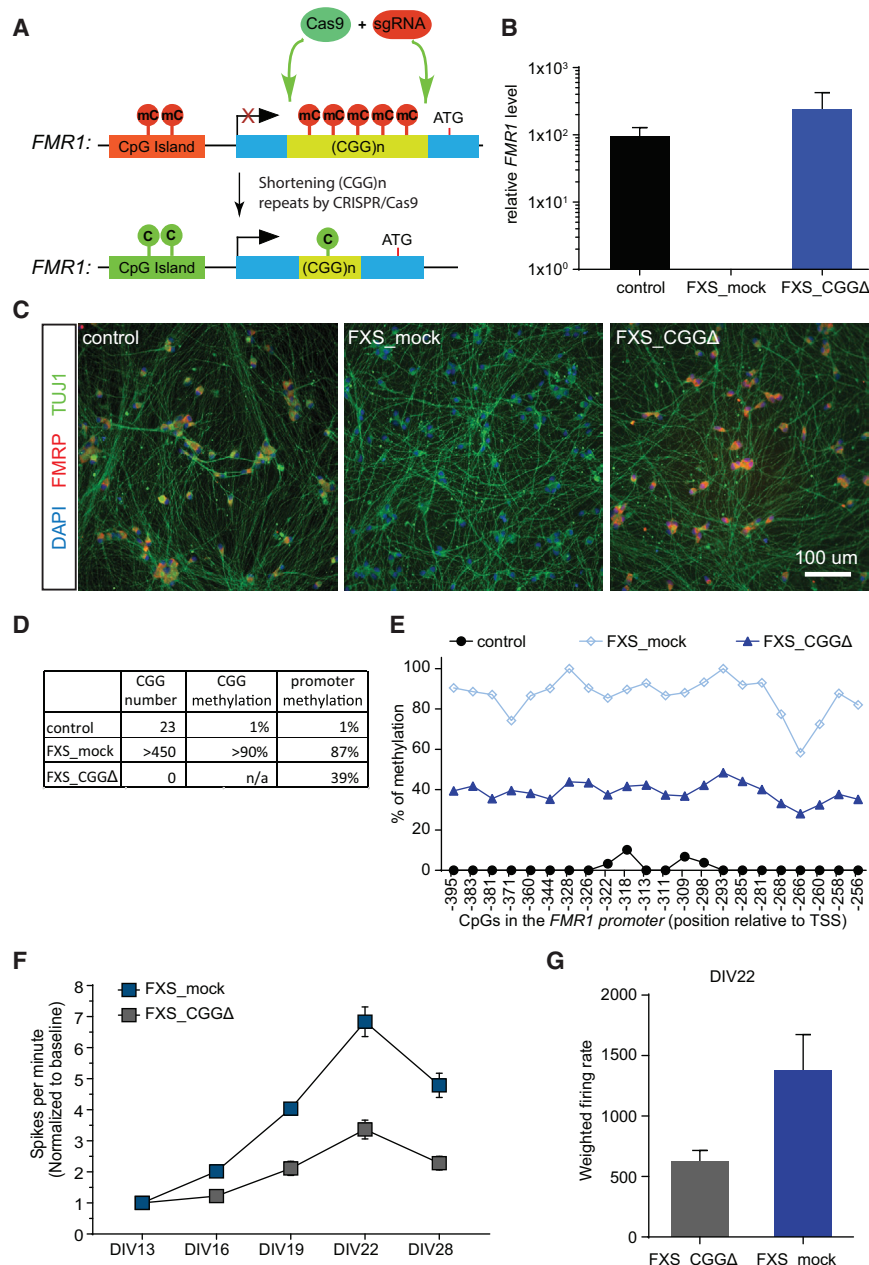 A
Cas9 + sgRNA
mC mC X mC mC mC mC mC ATG
FMR1: CpG Island (CGG)n
Shortening (CGG)n
repeats by CRISPR/Cas9
C C C ATG
FMR1: CpG Island (CGG)n
B
relative FMR1 level
1x10³
1x10²
1x10¹
1x10⁰
control FXS_mock FXS_CGGΔ
C
DAPI FMRP TUJ1
control FXS_mock FXS_CGGΔ
100 um
D
CGG number CGG methylation promoter methylation
control 23 1% 1%
FXS_mock >450 >90% 87%
FXS_CGGΔ 0 n/a 39%
E
control FXS_mock FXS_CGGΔ
% of methylation
100
80
60
40
20
0
-395 -383 -381 -371 -360 -344 -328 -326 -322 -318 -313 -311 -309 -298 -293 -285 -281 -268 -266 -260 -258 -256
CpGs in the FMR1 promoter (position relative to TSS)
F
FXS_mock
FXS_CGGΔ
Spikes per minute
(Normalized to baseline)
8
7
6
5
4
3
2
1
0
DIV13 DIV16 DIV19 DIV22 DIV28
G
DIV22
Weighted firing rate
2000
1500
1000
500
0
FXS_CGGΔ FXS_mock